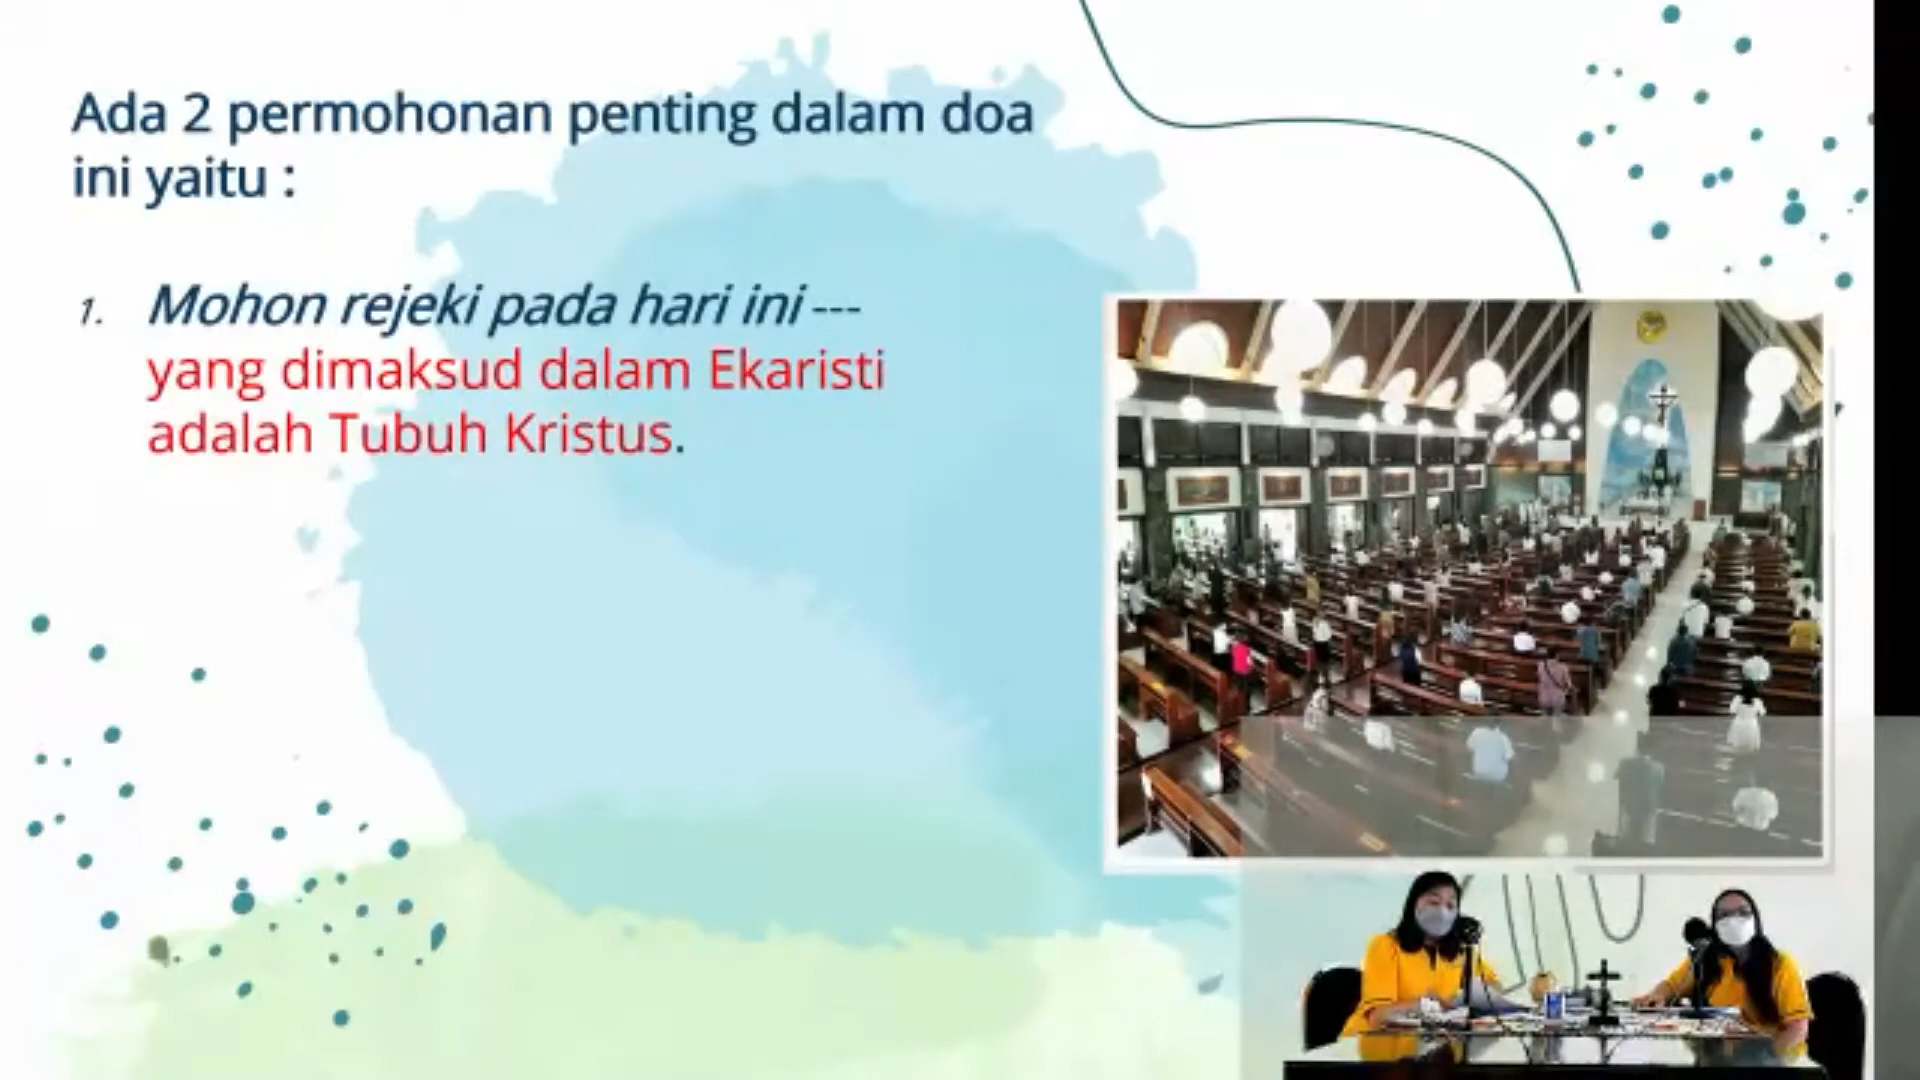 Ada 2 permohonan penting dalam doa
ini yaitu :
1. Mohon rejeki pada hari ini ---
yang dimaksud dalam Ekaristi
adalah Tubuh Kristus.